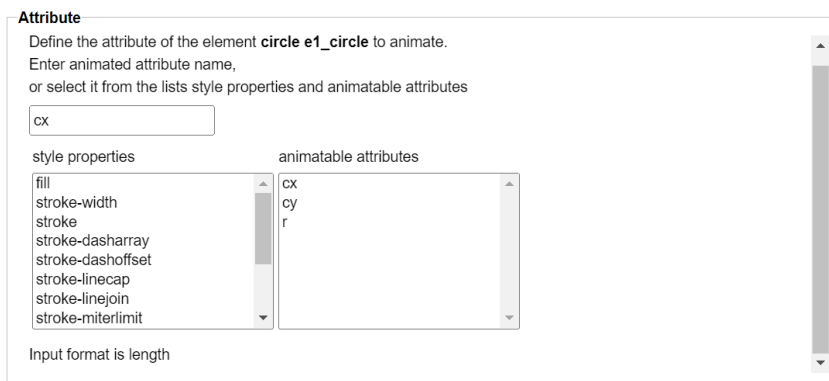 Attribute
Define the attribute of the element circle e1_circle to animate.
Enter animated attribute name,
or select it from the lists style properties and animatable attributes
cx
style properties
animatable attributes
fill
stroke-width
stroke
stroke-dasharray
stroke-dashoffset
stroke-linecap
stroke-linejoin
stroke-miterlimit
cx
cy
r
Input format is length